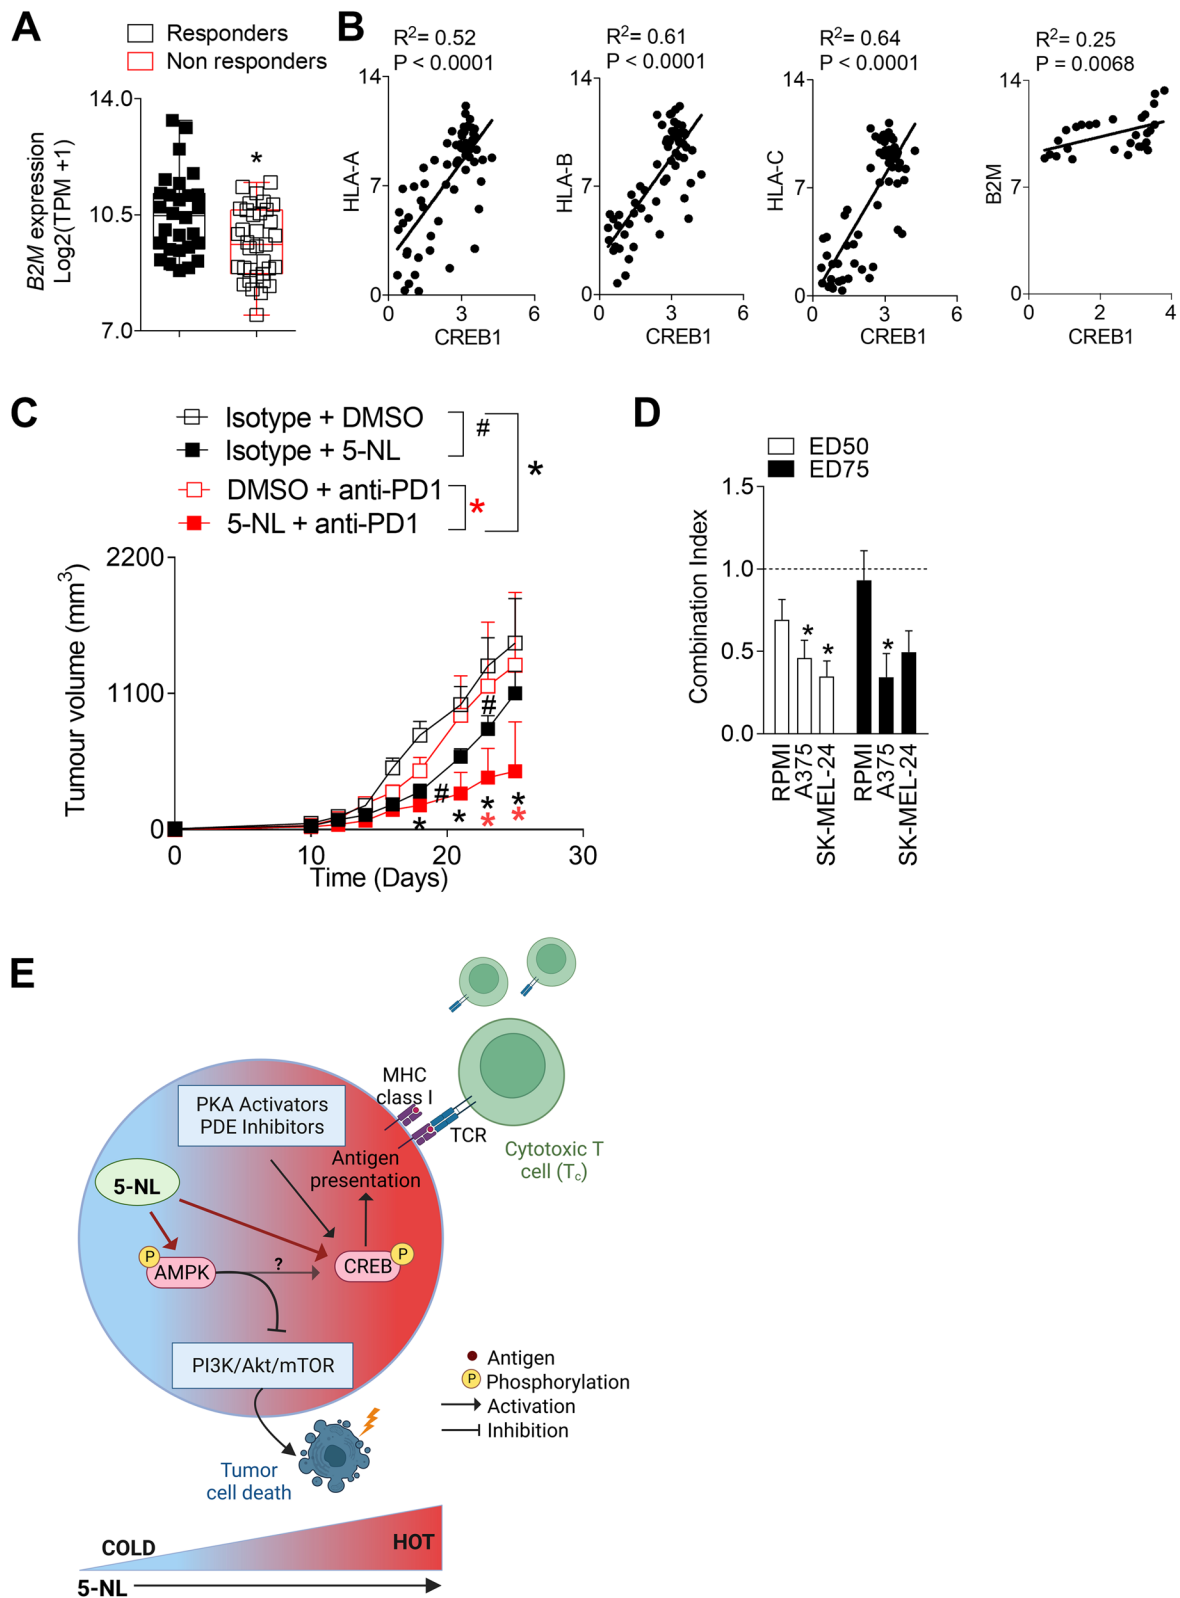 A
Responders
Non responders
B2M expression
Log2(TPM +1)
14.0
10.5
7.0
*
B
R2= 0.52
P < 0.0001
HLA-A
14
7
0
0
3
6
CREB1
R2= 0.61
P < 0.0001
HLA-B
14
7
0
0
3
6
CREB1
R2= 0.64
P < 0.0001
HLA-C
14
7
0
0
3
6
CREB1
R2= 0.25
P = 0.0068
B2M
14
7
0
0
2
4
CREB1
C
Isotype + DMSO
Isotype + 5-NL
DMSO + anti-PD1
5-NL + anti-PD1
#
*
*
Tumour volume (mm3)
2200
1100
0
#
#
* * * *
* *
0
10
20
30
Time (Days)
D
ED50
ED75
Combination Index
1.5
1.0
0.5
0.0
* * *
RPMI
A375
SK-MEL-24
RPMI
A375
SK-MEL-24
E
MHC
class I
TCR
Cytotoxic T
cell (Tc)
PKA Activators
PDE Inhibitors
Antigen
presentation
5-NL
P
AMPK
?
CREB
P
PI3K/Akt/mTOR
Antigen
P Phosphorylation
Activation
Inhibition
Tumor
cell death
COLD
HOT
5-NL